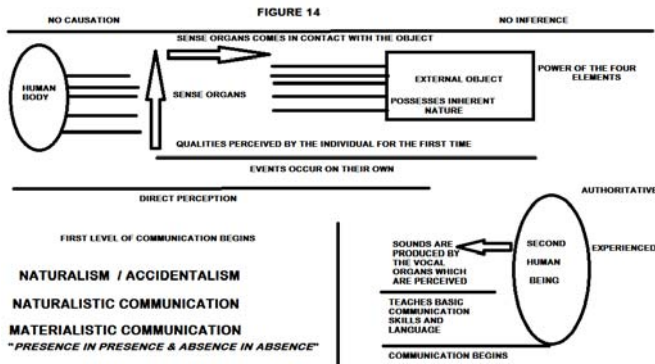 FIGURE 14
NO CAUSATION
NO INFERENCE
SENSE ORGANS COMES IN CONTACT WITH THE OBJECT
HUMAN
BODY
SENSE ORGANS
EXTERNAL OBJECT
POSSESSES INHERENT
NATURE
POWER OF THE FOUR
ELEMENTS
QUALITIES PERCEIVED BY THE INDIVIDUAL FOR THE FIRST TIME
EVENTS OCCUR ON THEIR OWN
DIRECT PERCEPTION
FIRST LEVEL OF COMMUNICATION BEGINS
NATURALISM / ACCIDENTALISM
NATURALISTIC COMMUNICATION
MATERIALISTIC COMMUNICATION
"PRESENCE IN PRESENCE & ABSENCE IN ABSENCE"
SOUNDS ARE
PRODUCED BY
THE VOCAL
ORGANS WHICH
ARE PERCEIVED
TEACHES BASIC
COMMUNICATION
SKILLS AND
LANGUAGE
COMMUNICATION BEGINS
SECOND
HUMAN
BEING
AUTHORITATIVE
EXPERIENCED